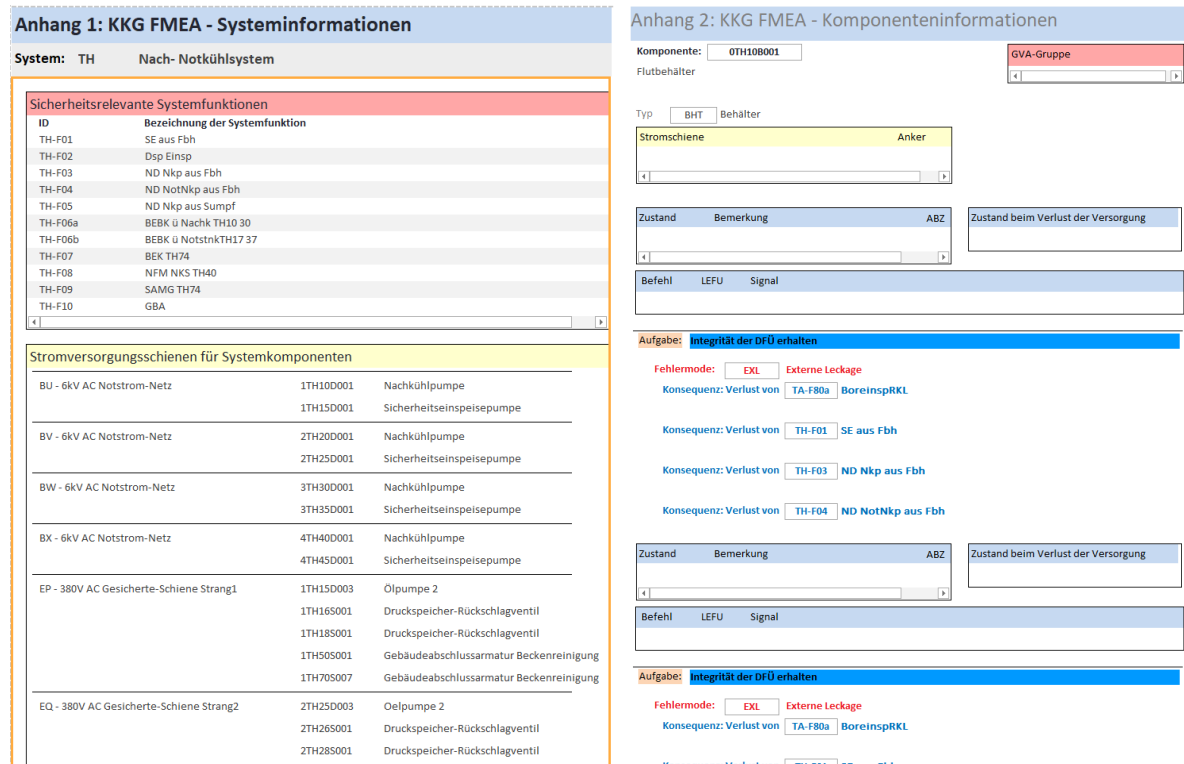 Anhang 1: KKG FMEA - Systeminformationen
System: TH Nach- Notkühlsystem
Sicherheitsrelevante Systemfunktionen
ID Bezeichnung der Systemfunktion
TH-F01 SE aus Fbh
TH-F02 Dsp Einsp
TH-F03 ND Nkp aus Fbh
TH-F04 ND NotNkp aus Fbh
TH-F05 ND Nkp aus Sumpf
TH-F06a BEBK ü Nachk TH10 30
TH-F06b BEBK ü NotstnkTH17 37
TH-F07 BEK TH74
TH-F08 NFM NKS TH40
TH-F09 SAMG TH74
TH-F10 GBA
Stromversorgungsschienen für Systemkomponenten
BU - 6kV AC Notstrom-Netz 1TH10D001 Nachkühlpumpe
1TH15D001 Sicherheitseinspeisepumpe
BV - 6kV AC Notstrom-Netz 2TH20D001 Nachkühlpumpe
2TH25D001 Sicherheitseinspeisepumpe
BW - 6kV AC Notstrom-Netz 3TH30D001 Nachkühlpumpe
3TH35D001 Sicherheitseinspeisepumpe
BX - 6kV AC Notstrom-Netz 4TH40D001 Nachkühlpumpe
4TH45D001 Sicherheitseinspeisepumpe
EP - 380V AC Gesicherte-Schiene Strang1 1TH15D003 Ölpumpe 2
1TH16S001 Druckspeicher-Rückschlagventil
1TH18S001 Druckspeicher-Rückschlagventil
1TH50S001 Gebäudeabschlussarmatur Beckenreinigung
1TH70S007 Gebäudeabschlussarmatur Beckenreinigung
EQ - 380V AC Gesicherte-Schiene Strang2 2TH25D003 Oelpumpe 2
2TH26S001 Druckspeicher-Rückschlagventil
2TH28S001 Druckspeicher-Rückschlagventil
Anhang 2: KKG FMEA - Komponenteninformationen
Komponente: 0TH10B001 GVA-Gruppe
Flutbehälter
Typ BHT Behälter
Stromschiene Anker
Zustand Bemerkung ABZ Zustand beim Verlust der Versorgung
Befehl LEFU Signal
Aufgabe: Integrität der DFÜ erhalten
Fehlermode: EXL Externe Leckage
Konsequenz: Verlust von TA-F80a BoreinspRKL
Konsequenz: Verlust von TH-F01 SE aus Fbh
Konsequenz: Verlust von TH-F03 ND Nkp aus Fbh
Konsequenz: Verlust von TH-F04 ND NotNkp aus Fbh
Zustand Bemerkung ABZ Zustand beim Verlust der Versorgung
Befehl LEFU Signal
Aufgabe: Integrität der DFÜ erhalten
Fehlermode: EXL Externe Leckage
Konsequenz: Verlust von TA-F80a BoreinspRKL